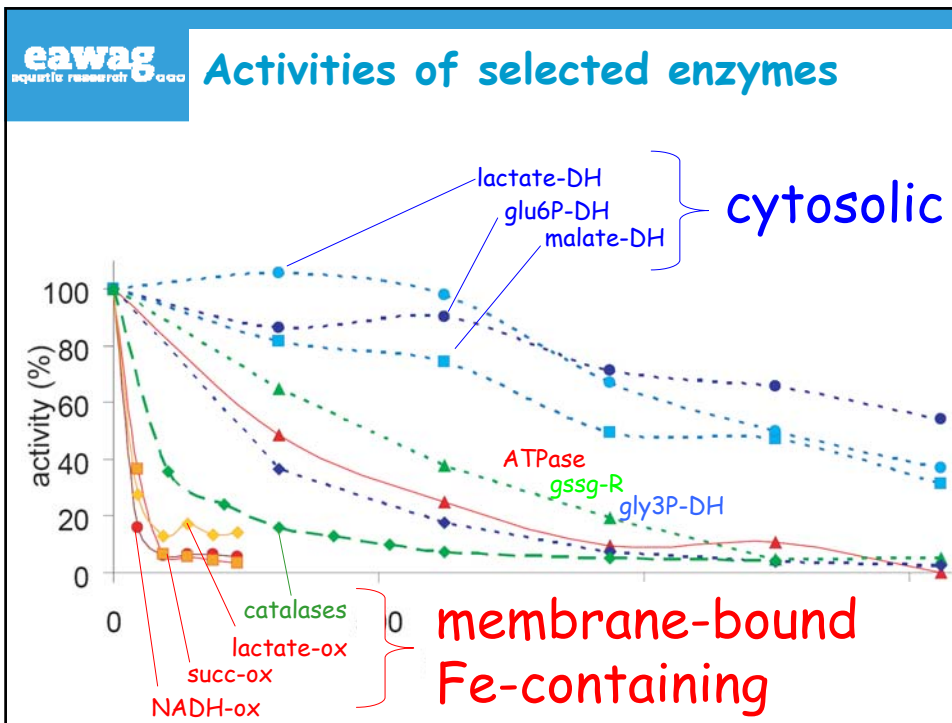 eawag
aquatic research
Activities of selected enzymes
lactate-DH
glu6P-DH
malate-DH
cytosolic
activity (%)
100
80
60
40
20
0
ATPase
gssg-R
gly3P-DH
0
catalases
lactate-ox
succ-ox
NADH-ox
membrane-bound
Fe-containing